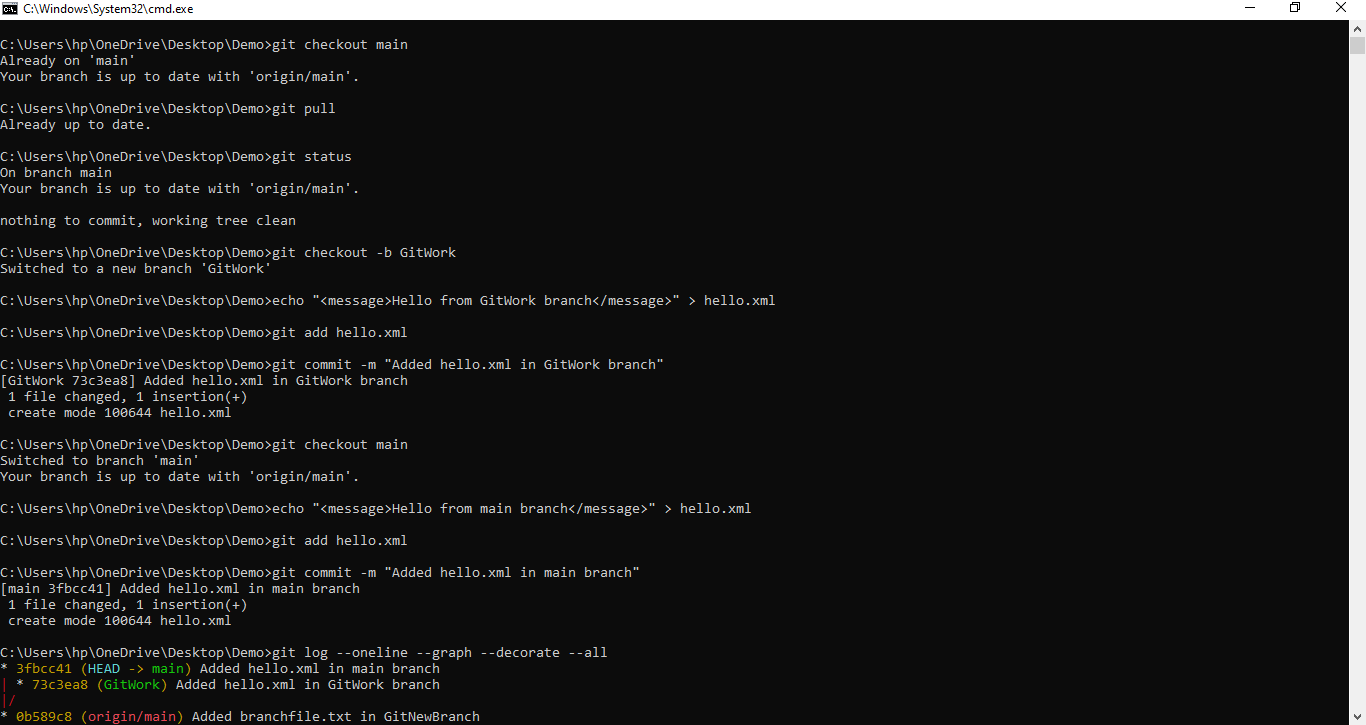 C:\Windows\System32\cmd.exe
C:\Users\hp\OneDrive\Desktop\Demo>git checkout main
Already on 'main'
Your branch is up to date with 'origin/main'.
C:\Users\hp\OneDrive\Desktop\Demo>git pull
Already up to date.
C:\Users\hp\OneDrive\Desktop\Demo>git status
On branch main
Your branch is up to date with 'origin/main'.
nothing to commit, working tree clean
C:\Users\hp\OneDrive\Desktop\Demo>git checkout -b GitWork
Switched to a new branch 'GitWork'
C:\Users\hp\OneDrive\Desktop\Demo>echo "<message>Hello from GitWork branch</message>" > hello.xml
C:\Users\hp\OneDrive\Desktop\Demo>git add hello.xml
C:\Users\hp\OneDrive\Desktop\Demo>git commit -m "Added hello.xml in GitWork branch"
[GitWork 73c3ea8] Added hello.xml in GitWork branch
 1 file changed, 1 insertion(+)
 create mode 100644 hello.xml
C:\Users\hp\OneDrive\Desktop\Demo>git checkout main
Switched to branch 'main'
Your branch is up to date with 'origin/main'.
C:\Users\hp\OneDrive\Desktop\Demo>echo "<message>Hello from main branch</message>" > hello.xml
C:\Users\hp\OneDrive\Desktop\Demo>git add hello.xml
C:\Users\hp\OneDrive\Desktop\Demo>git commit -m "Added hello.xml in main branch"
[main 3fbcc41] Added hello.xml in main branch
 1 file changed, 1 insertion(+)
 create mode 100644 hello.xml
C:\Users\hp\OneDrive\Desktop\Demo>git log --oneline --graph --decorate --all
* 3fbcc41 (HEAD -> main) Added hello.xml in main branch
| * 73c3ea8 (GitWork) Added hello.xml in GitWork branch
|/
* 0b589c8 (origin/main) Added branchfile.txt in GitNewBranch